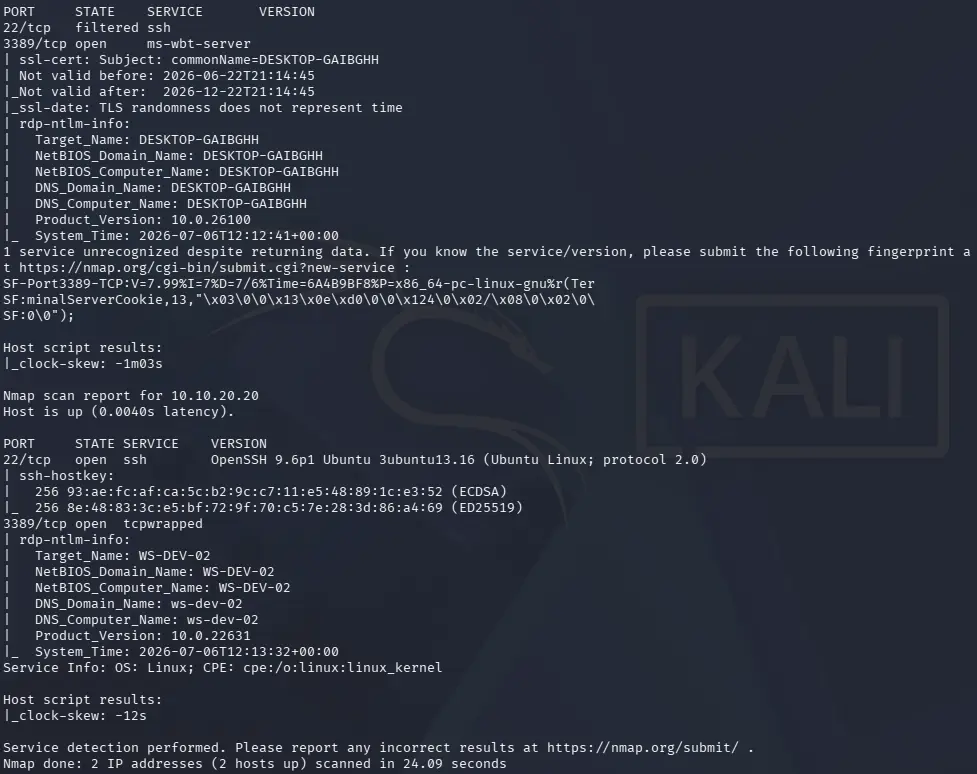 PORT     STATE    SERVICE       VERSION
22/tcp   filtered ssh
3389/tcp open     ms-wbt-server
| ssl-cert: Subject: commonName=DESKTOP-GAIBGHH
| Not valid before: 2026-06-22T21:14:45
|_Not valid after:  2026-12-22T21:14:45
|_ssl-date: TLS randomness does not represent time
| rdp-ntlm-info:
|   Target_Name: DESKTOP-GAIBGHH
|   NetBIOS_Domain_Name: DESKTOP-GAIBGHH
|   NetBIOS_Computer_Name: DESKTOP-GAIBGHH
|   DNS_Domain_Name: DESKTOP-GAIBGHH
|   DNS_Computer_Name: DESKTOP-GAIBGHH
|   Product_Version: 10.0.26100
|_  System_Time: 2026-07-06T12:12:41+00:00
1 service unrecognized despite returning data. If you know the service/version, please submit the following fingerprint a
t https://nmap.org/cgi-bin/submit.cgi?new-service :
SF-Port3389-TCP:V=7.99%I=7%D=7/6%Time=6A4B9BF8%P=x86_64-pc-linux-gnu%r(Ter
SF:minalServerCookie,13,"\x03\0\0\x13\x0e\xd0\0\0\x124\0\x02/\x08\0\x02\0\
SF:0\0");

Host script results:
|_clock-skew: -1m03s

Nmap scan report for 10.10.20.20
Host is up (0.0040s latency).

PORT     STATE SERVICE    VERSION
22/tcp   open  ssh        OpenSSH 9.6p1 Ubuntu 3ubuntu13.16 (Ubuntu Linux; protocol 2.0)
| ssh-hostkey:
|   256 93:ae:fc:af:ca:5c:b2:9c:c7:11:e5:48:89:1c:e3:52 (ECDSA)
|_  256 8e:48:83:3c:e5:bf:72:9f:70:c5:7e:28:3d:86:a4:69 (ED25519)
3389/tcp open  tcpwrapped
| rdp-ntlm-info:
|   Target_Name: WS-DEV-02
|   NetBIOS_Domain_Name: WS-DEV-02
|   NetBIOS_Computer_Name: WS-DEV-02
|   DNS_Domain_Name: ws-dev-02
|   DNS_Computer_Name: ws-dev-02
|   Product_Version: 10.0.22631
|_  System_Time: 2026-07-06T12:13:32+00:00
Service Info: OS: Linux; CPE: cpe:/o:linux:linux_kernel

Host script results:
|_clock-skew: -12s

Service detection performed. Please report any incorrect results at https://nmap.org/submit/ .
Nmap done: 2 IP addresses (2 hosts up) scanned in 24.09 seconds
KALI